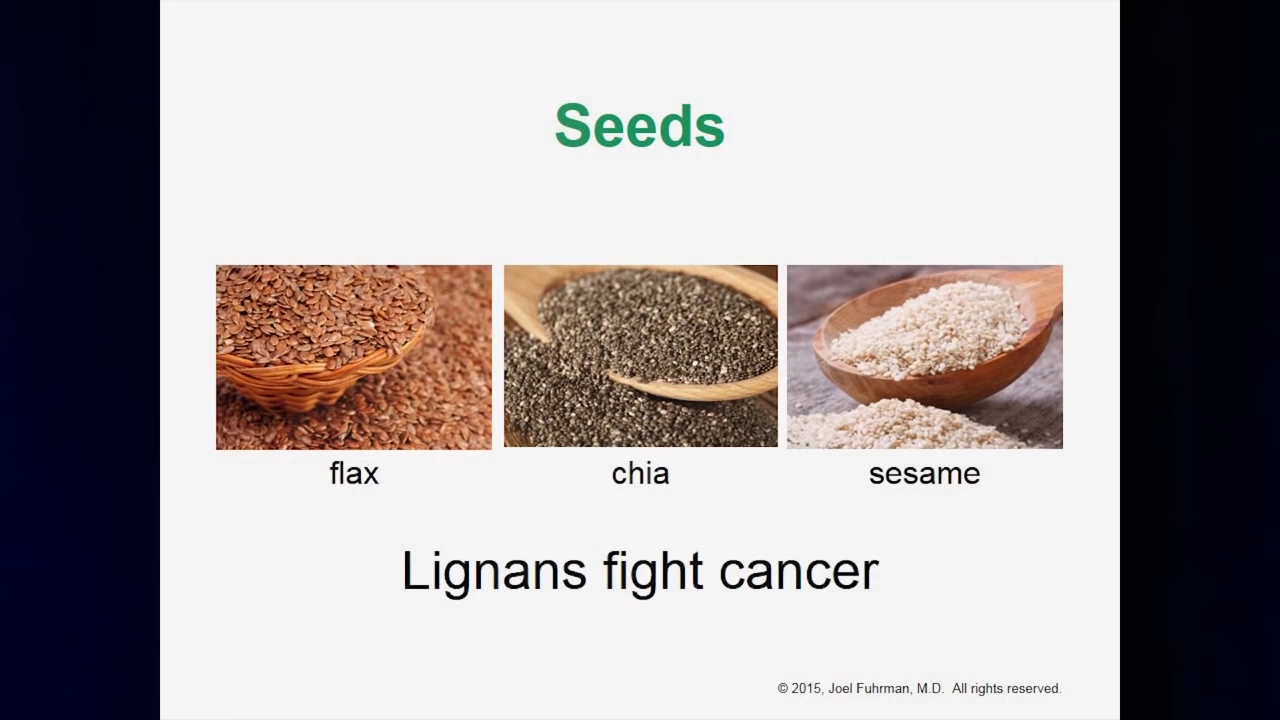 Seeds
flax
chia
sesame
Lignans fight cancer
© 2015, Joel Fuhrman, M.D. All rights reserved.